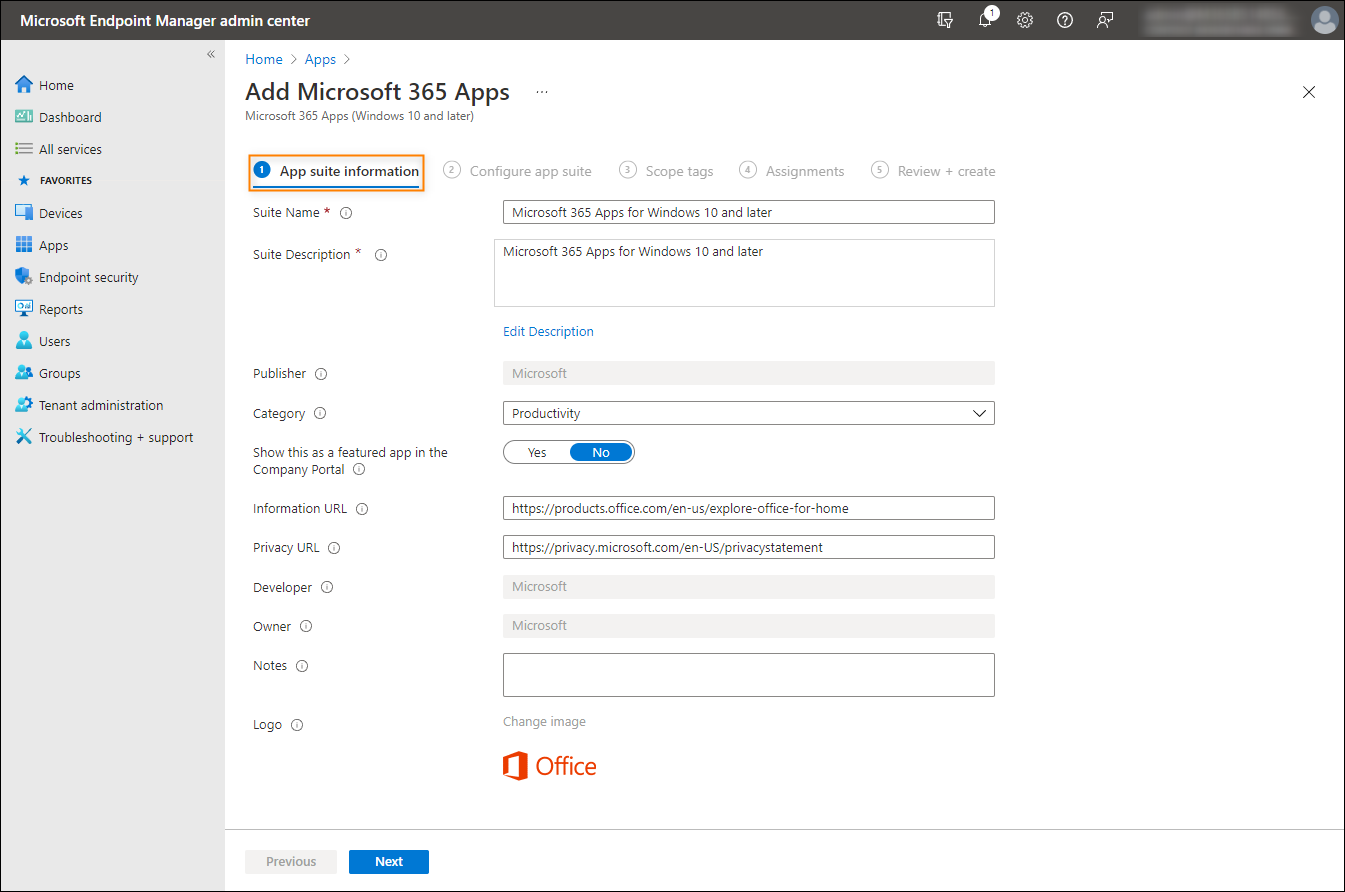 Microsoft Endpoint Manager admin center
1
«
Home
Dashboard
All services
FAVORITES
Devices
Apps
Endpoint security
Reports
Users
Groups
Tenant administration
Troubleshooting + support
Home > Apps >
Add Microsoft 365 Apps ...
Microsoft 365 Apps (Windows 10 and later)
1 App suite information 2 Configure app suite 3 Scope tags 4 Assignments 5 Review + create
Suite Name * Microsoft 365 Apps for Windows 10 and later
Suite Description * Microsoft 365 Apps for Windows 10 and later
Edit Description
Publisher Microsoft
Category Productivity
Show this as a featured app in the
Company Portal
Yes No
Information URL https://products.office.com/en-us/explore-office-for-home
Privacy URL https://privacy.microsoft.com/en-US/privacystatement
Developer Microsoft
Owner Microsoft
Notes
Logo Change image
Office
Previous Next